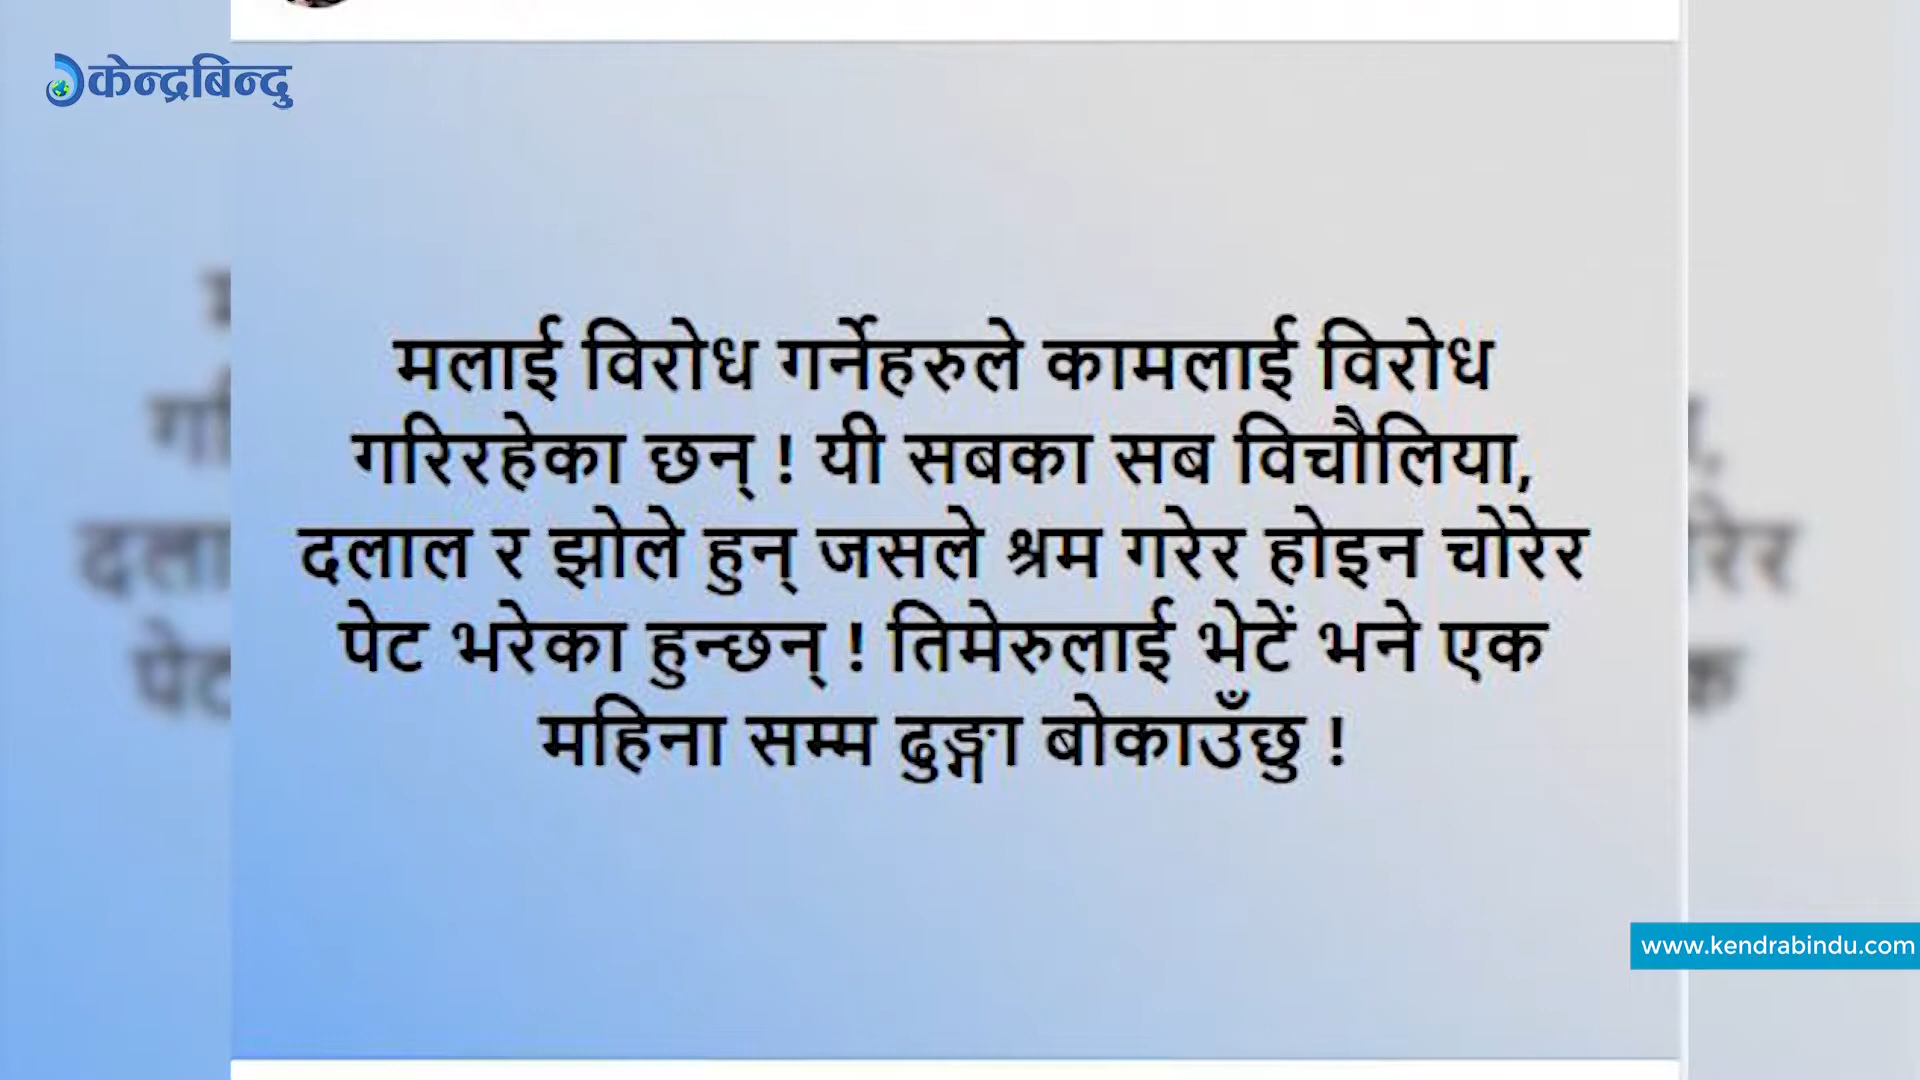 केन्द्रबिन्दु
मलाई विरोध गर्नेहरुले कामलाई विरोध
गरिरहेका छन् ! यी सबका सब विचौलिया,
दलाल र झोले हुन् जसले श्रम गरेर होइन चोरेर
पेट भरेका हुन्छन् ! तिमेरुलाई भेटें भने एक
महिना सम्म ढुङ्गा बोकाउँछु !
www.kendrabindu.com